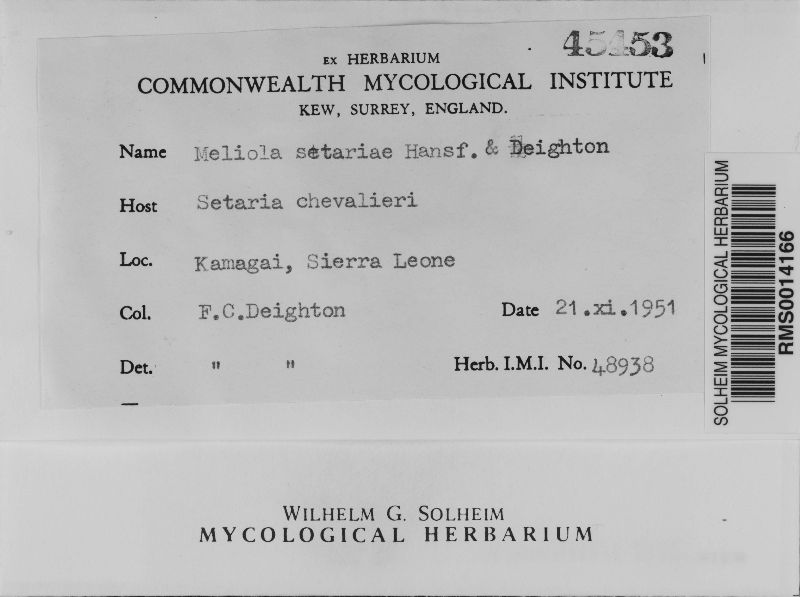 45453
EX HERBARIUM
COMMONWEALTH MYCOLOGICAL INSTITUTE
KEW, SURREY, ENGLAND.
Name Meliola setariae Hansf. & Deighton
Host Setaria chevalieri
Loc. Kamagai, Sierra Leone
Col. F.C.Deighton Date 21.xi.1951
Det. " " Herb. I.M.I. No. 48938
SOLHEIM MYCOLOGICAL HERBARIUM
RMS0014166
WILHELM G. SOLHEIM
MYCOLOGICAL HERBARIUM